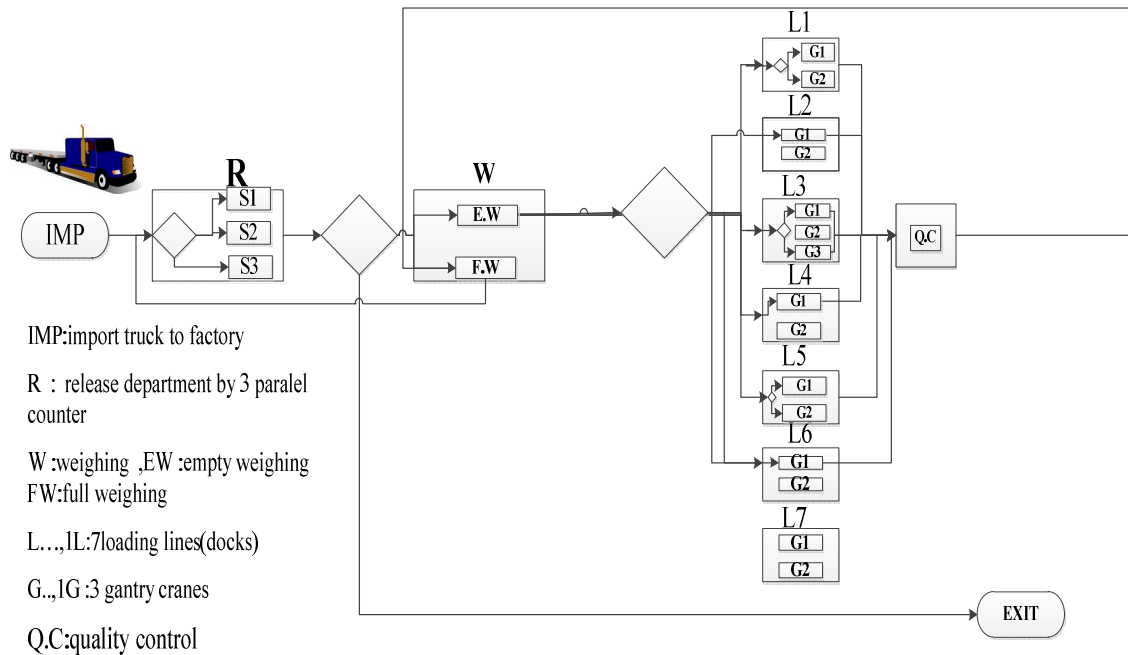 IMP
R
S1
S2
S3
W
E.W
F.W
L1
G1
G2
L2
G1
G2
L3
G1
G2
G3
L4
G1
G2
L5
G1
G2
L6
G1
G2
L7
G1
G2
Q.C
EXIT
IMP:import truck to factory
R : release department by 3 paralel
counter
W :weighing ,EW :empty weighing
FW:full weighing
L…,1L:7loading lines(docks)
G..,1G :3 gantry cranes
Q.C:quality control